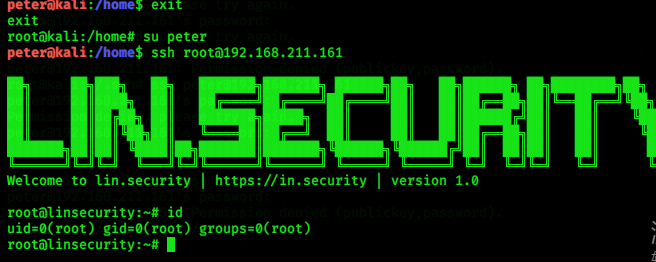 peter@kali:/home$ exit
exit
root@kali:/home# su peter
peter@kali:/home$ ssh root@192.168.211.161
LIN.SECURITY
Welcome to lin.security | https://in.security | version 1.0
root@linsecurity:~# id
uid=0(root) gid=0(root) groups=0(root)
root@linsecurity:~#